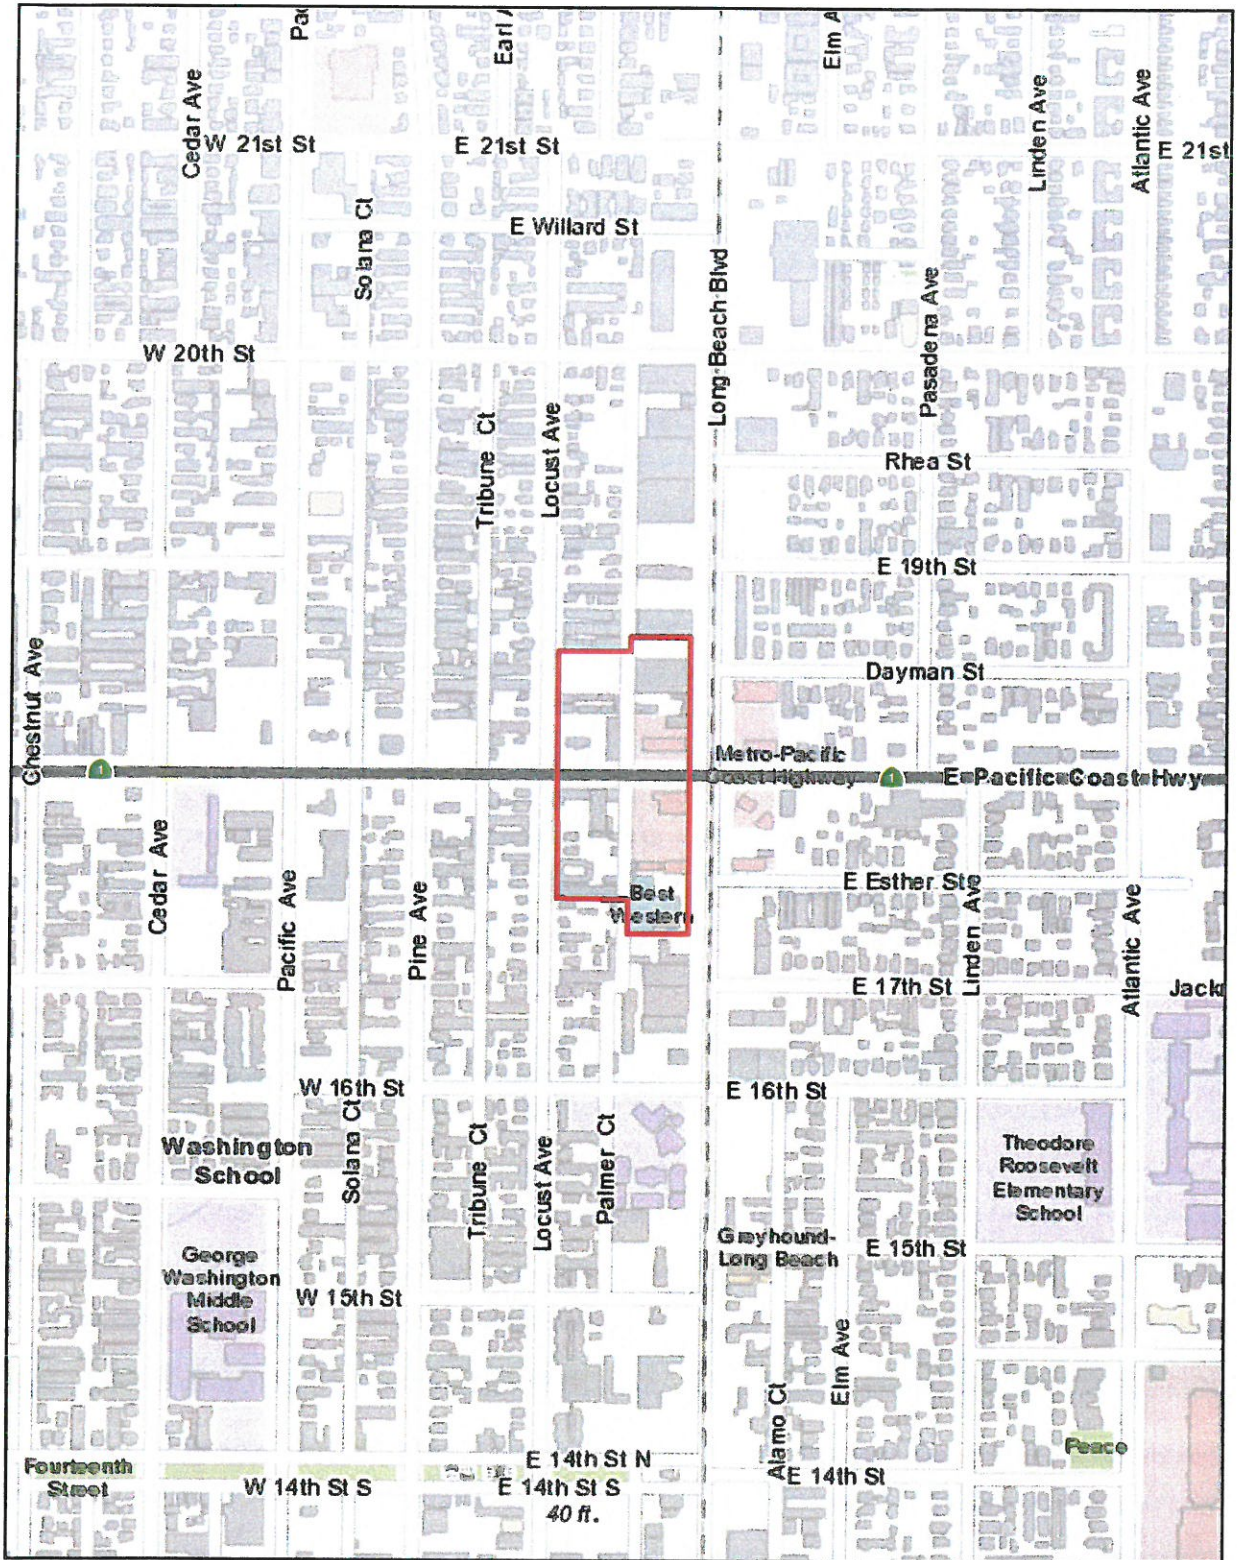 Pac
Earl A
Elm A
Cedar Ave
Linden Ave
Atlantic Ave
W 21st St
E 21st St
E 21st
Solana Ct
E Willard St
Long Beach Blvd
Pasadena Ave
W 20th St
Tribune Ct
Locust Ave
Rhea St
E 19th St
Chestnut Ave
Dayman St
Metro-Pacific
Coast Highway
1
1
E Pacific Coast Hwy
Cedar Ave
Pacific Ave
Pine Ave
Best
Western
E Esther St
Linden Ave
Atlantic Ave
E 17th St
Jack
W 16th St
E 16th St
Washington
School
Solana Ct
Tribune Ct
Locust Ave
Palmer Ct
Theodore
Roosevelt
Elementary
School
Greyhound-
Long Beach
E 15th St
George
Washington
Middle
School
W 15th St
Alamo Ct
Elm Ave
Peace
Fourteenth
Street
W 14th St S
E 14th St N
E 14th St S
E 14th St
40 ft.